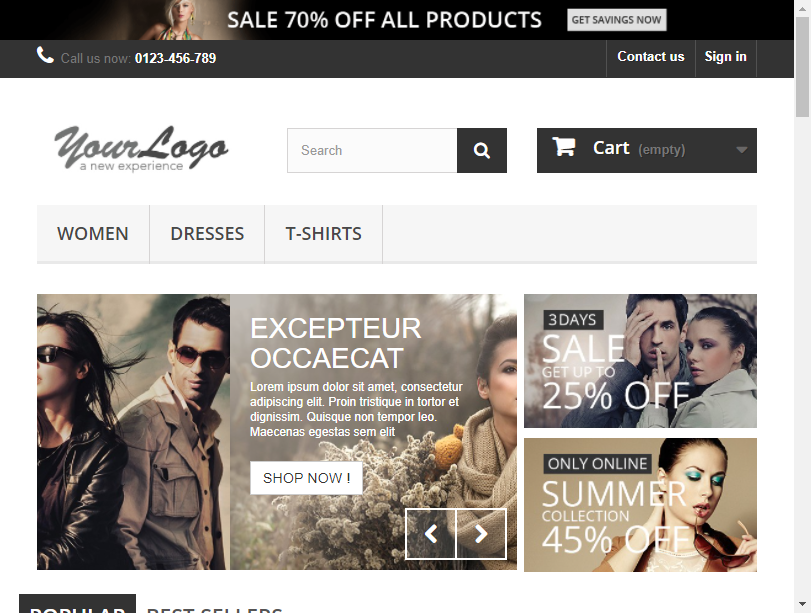 SALE 70% OFF ALL PRODUCTS
GET SAVINGS NOW
Call us now: 0123-456-789
Contact us
Sign in
YourLogo
a new experience
Search
Cart (empty)
WOMEN
DRESSES
T-SHIRTS
EXCEPTEUR
OCCAECAT
Lorem ipsum dolor sit amet, consectetur
adipiscing elit. Proin tristique in tortor et
dignissim. Quisque non tempor leo.
Maecenas egestas sem elit
SHOP NOW !
3DAYS
SALE
GET UP TO
25% OFF
ONLY ONLINE
SUMMER
COLLECTION
45% OFF
POPULAR
BEST SELLERS